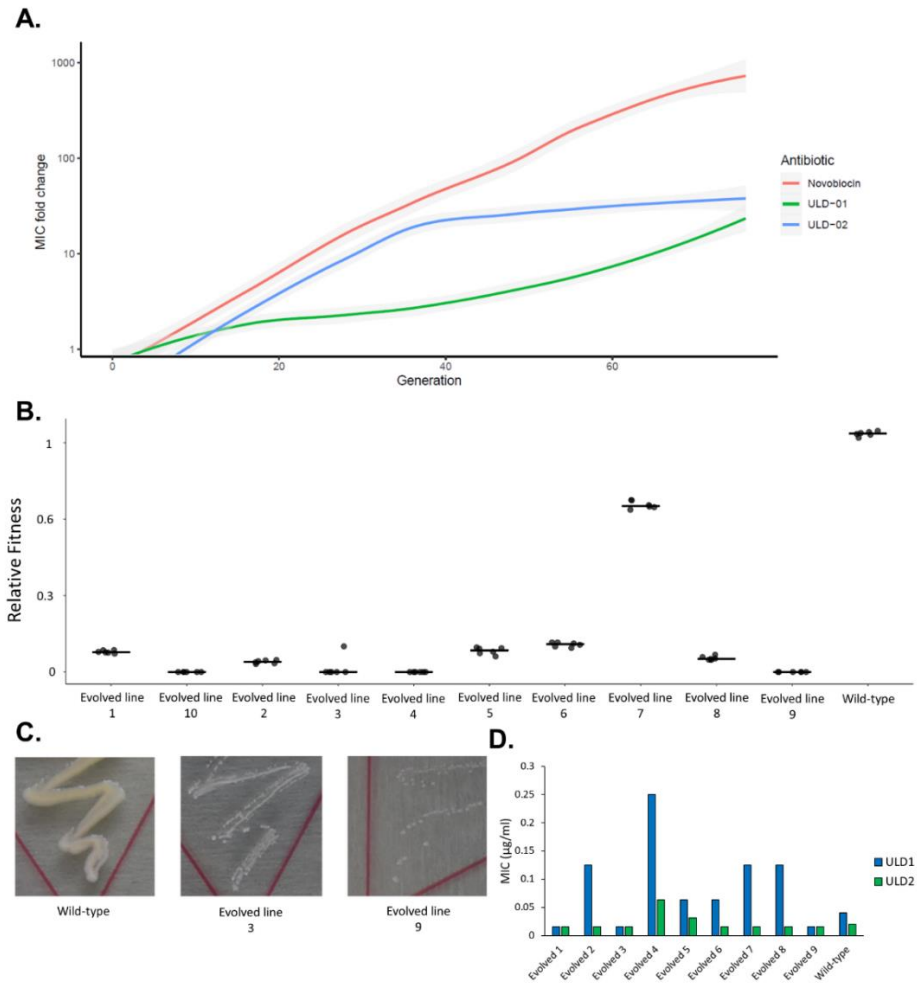 A.
1000
100
10
1
MIC fold change
0
20
40
60
Generation
Antibiotic
Novobiocin
ULD-01
ULD-02
B.
Relative Fitness
1
0.6
0.3
0
Evolved line
1
Evolved line
10
Evolved line
2
Evolved line
3
Evolved line
4
Evolved line
5
Evolved line
6
Evolved line
7
Evolved line
8
Evolved line
9
Wild-type
C.
Wild-type
Evolved line
3
Evolved line
9
D.
MIC (µg/ml)
0.3
0.25
0.2
0.15
0.1
0.05
0
Evolved 1
Evolved 2
Evolved 3
Evolved 4
Evolved 5
Evolved 6
Evolved 7
Evolved 8
Evolved 9
Wild-type
ULD1
ULD2